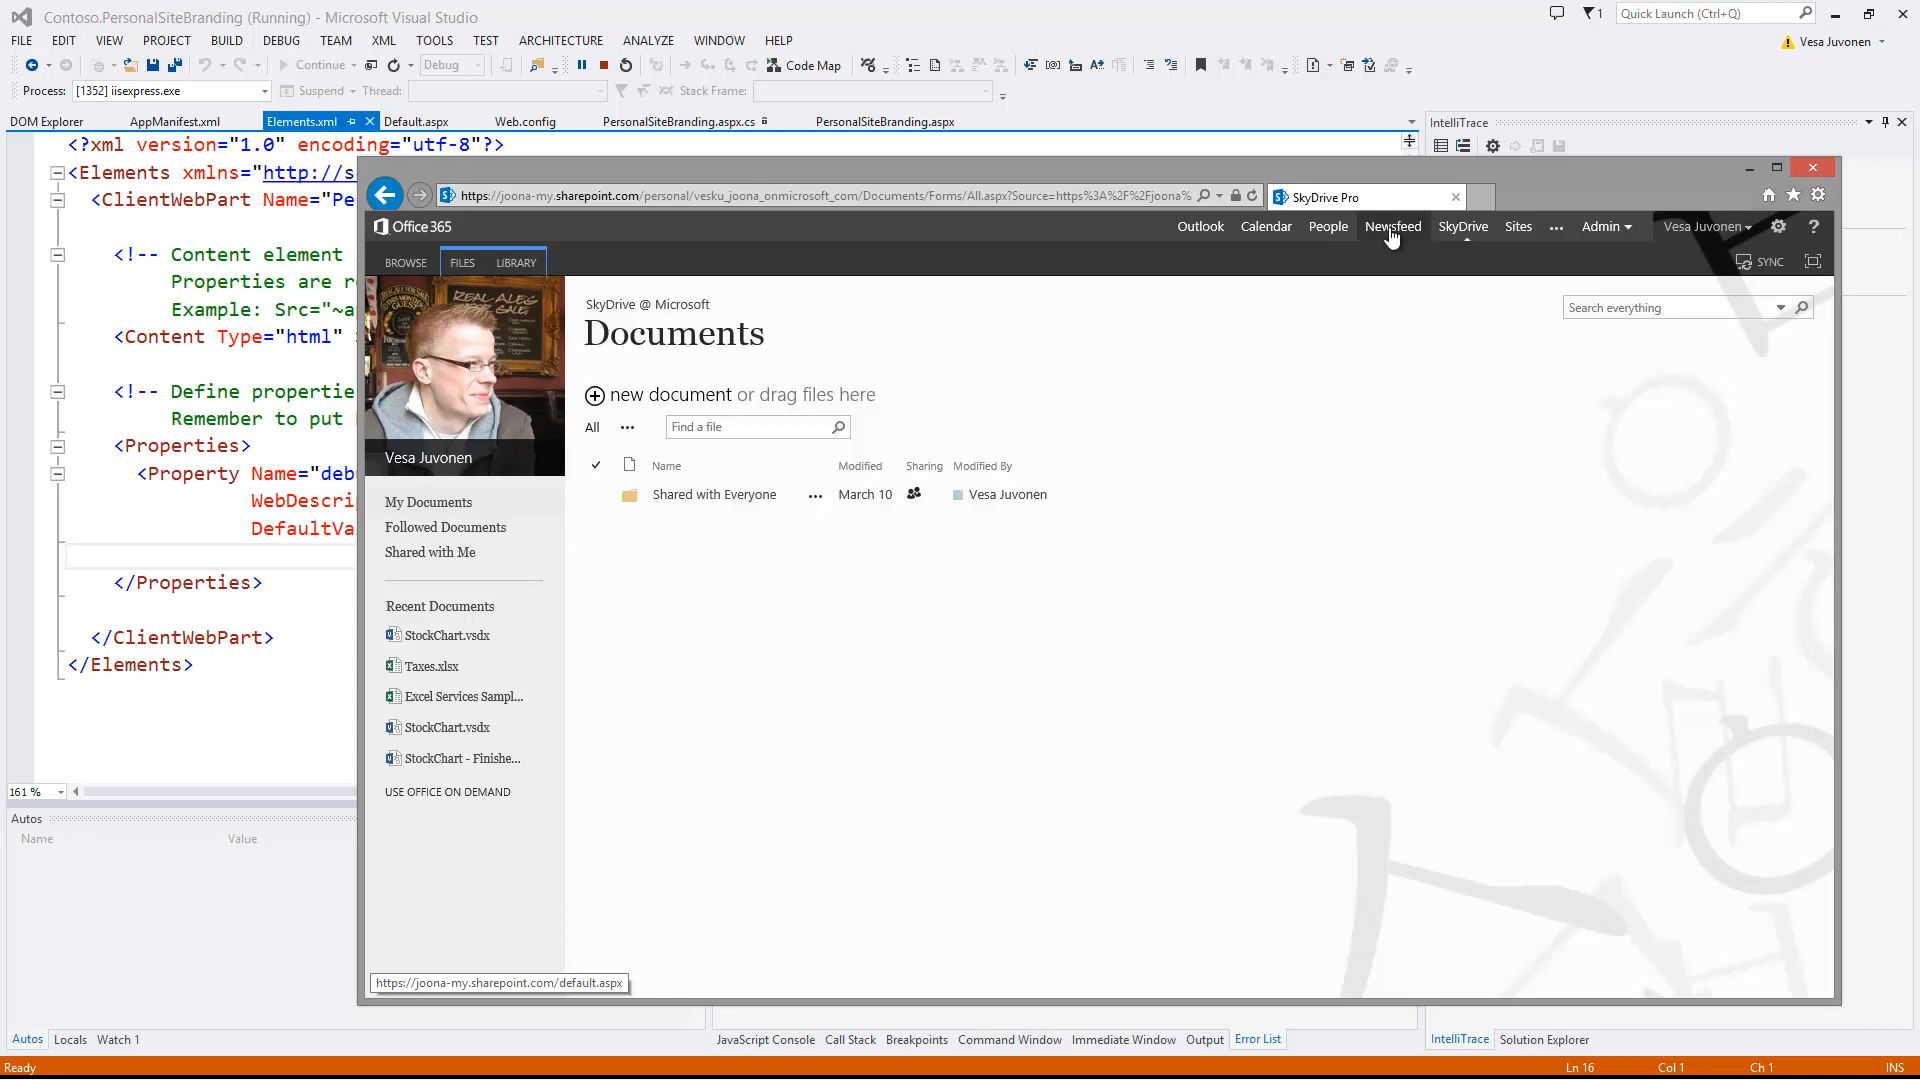 Contoso.PersonalSiteBranding (Running) - Microsoft Visual Studio
1
Quick Launch (Ctrl+Q)
FILE EDIT VIEW PROJECT BUILD DEBUG TEAM XML TOOLS TEST ARCHITECTURE ANALYZE WINDOW HELP
Vesa Juvonen
Continue Debug Code Map
Process: [1352] iisexpress.exe Suspend Thread: Stack Frame:
DOM Explorer AppManifest.xml Elements.xml Default.aspx Web.config PersonalSiteBranding.aspx.cs PersonalSiteBranding.aspx
IntelliTrace
<?xml version="1.0" encoding="utf-8"?>
<Elements xmlns="http://s
<ClientWebPart Name="Pe
<!-- Content element
Properties are r
Example: Src="~a
<Content Type="html"
<!-- Define propertie
Remember to put
<Properties>
<Property Name="deb
WebDescri
DefaultVa
</Properties>
</ClientWebPart>
</Elements>
161 %
Autos
Name Value
https://joona-my.sharepoint.com/personal/vesku_joona_onmicrosoft_com/Documents/Forms/All.aspx?Source=https%3A%2F%2Fjoona%
SkyDrive Pro
Office 365
Outlook Calendar People Newsfeed SkyDrive Sites ... Admin Vesa Juvonen ?
BROWSE FILES LIBRARY
SYNC
Vesa Juvonen
SkyDrive @ Microsoft
Documents
Search everything
new document or drag files here
All ... Find a file
Name Modified Sharing Modified By
Shared with Everyone ... March 10 Vesa Juvonen
My Documents
Followed Documents
Shared with Me
Recent Documents
StockChart.vsdx
Taxes.xlsx
Excel Services Sampl...
StockChart.vsdx
StockChart - Finishe...
USE OFFICE ON DEMAND
https://joona-my.sharepoint.com/default.aspx
Autos Locals Watch 1
JavaScript Console Call Stack Breakpoints Command Window Immediate Window Output Error List
IntelliTrace Solution Explorer
Ready
Ln 16 Col 1 Ch 1 INS